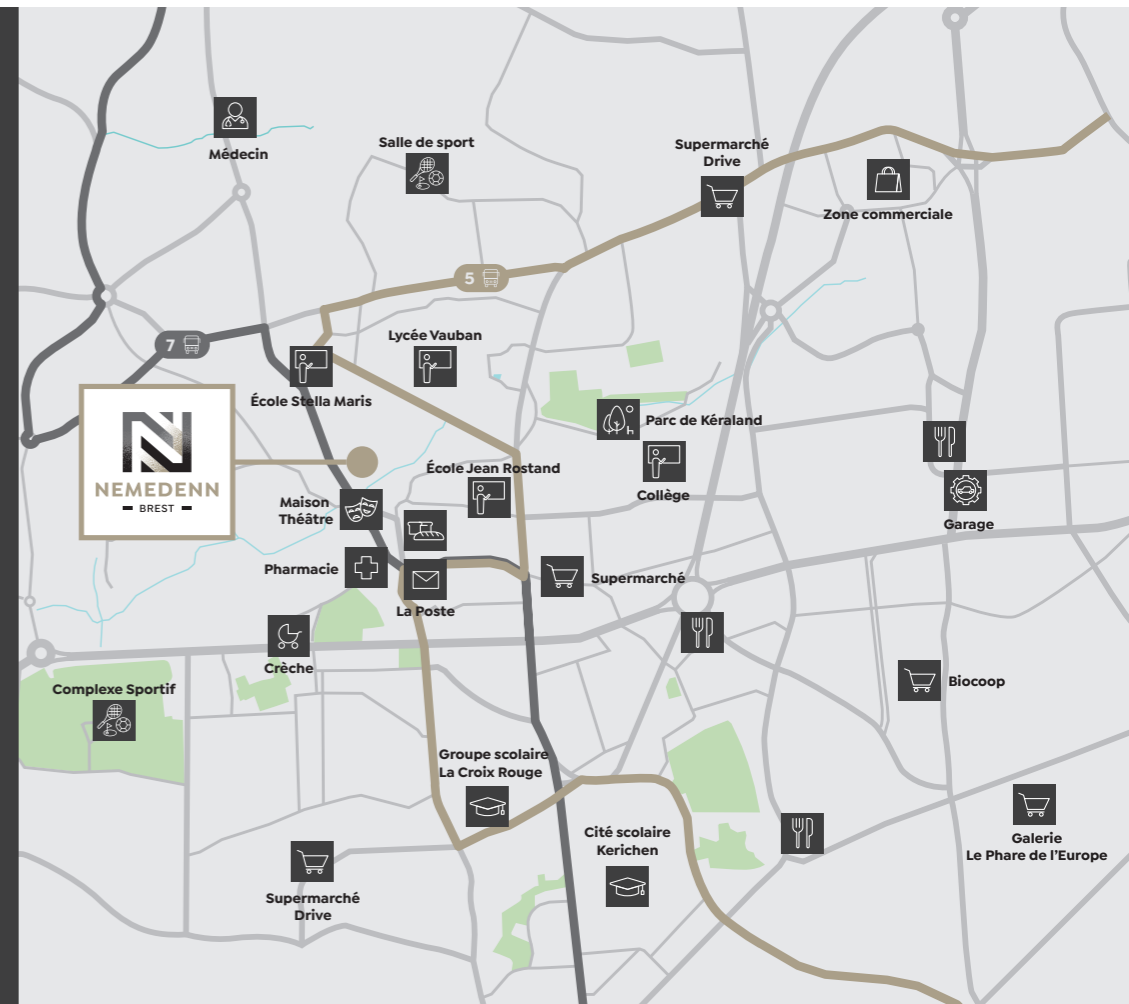 Médecin
Salle de sport
Supermarché
Drive
Zone commerciale
5
7
Lycée Vauban
École Stella Maris
Parc de Kéraland
NEMEDENN
BREST
École Jean Rostand
Collège
Maison
Théâtre
Garage
Pharmacie
Supermarché
La Poste
Crèche
Complexe Sportif
Biocoop
Groupe scolaire
La Croix Rouge
Cité scolaire
Kerichen
Galerie
Le Phare de l'Europe
Supermarché
Drive